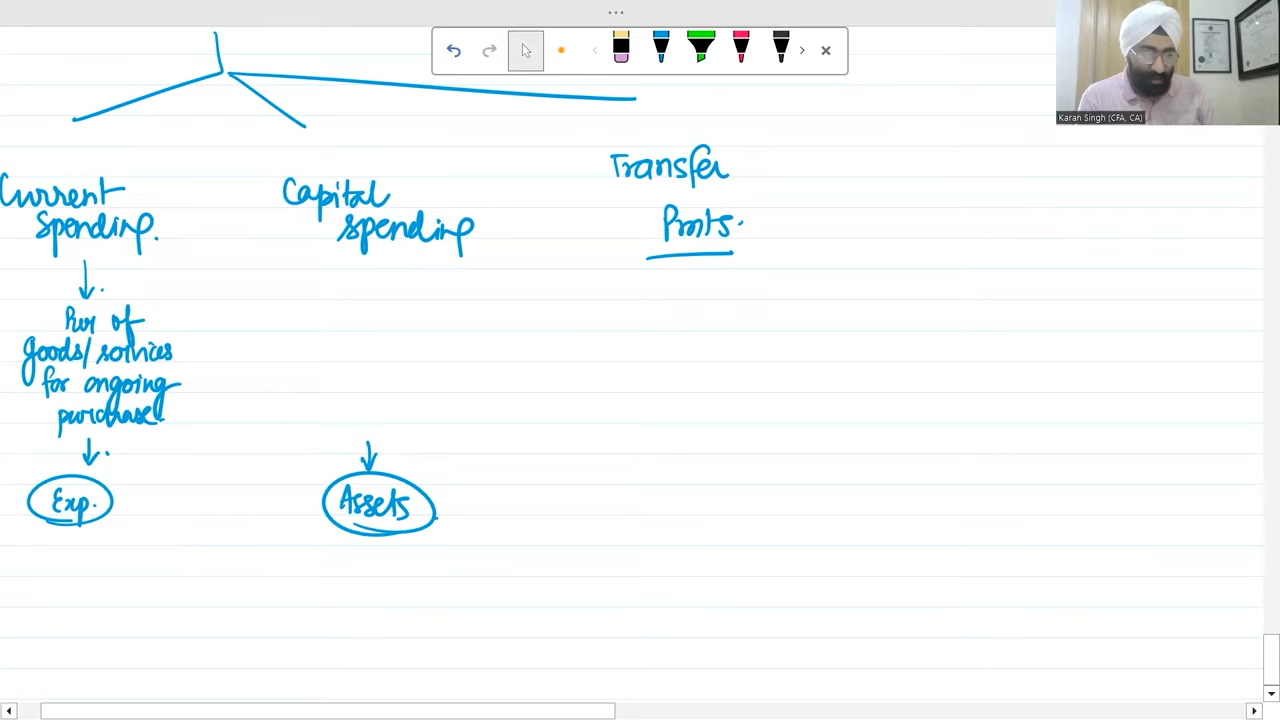 Karan Singh (CFA, CA)
Current
Spending.
Capital
spending
Transfer
Pmts.
Pur of
goods/services
for ongoing
purchase
Exp.
Assets